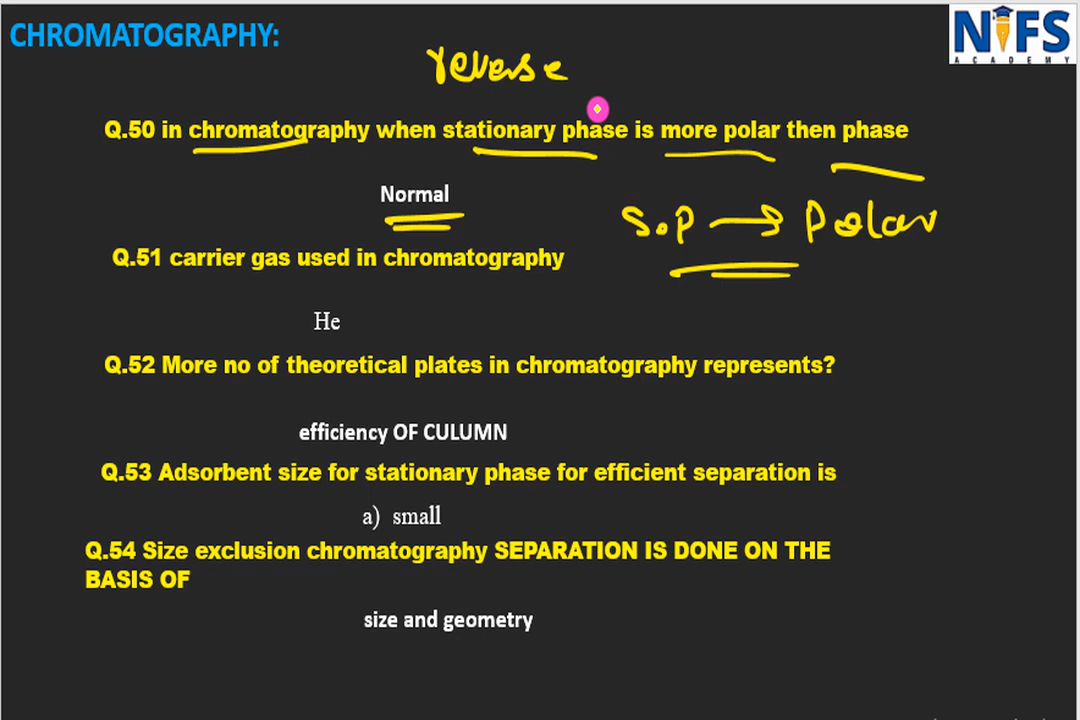 CHROMATOGRAPHY:
NIFS
ACADEMY
reverse
Q.50 in chromatography when stationary phase is more polar then phase
Normal
S.P → Polar
Q.51 carrier gas used in chromatography
He
Q.52 More no of theoretical plates in chromatography represents?
efficiency OF CULUMN
Q.53 Adsorbent size for stationary phase for efficient separation is
a) small
Q.54 Size exclusion chromatography SEPARATION IS DONE ON THE
BASIS OF
size and geometry